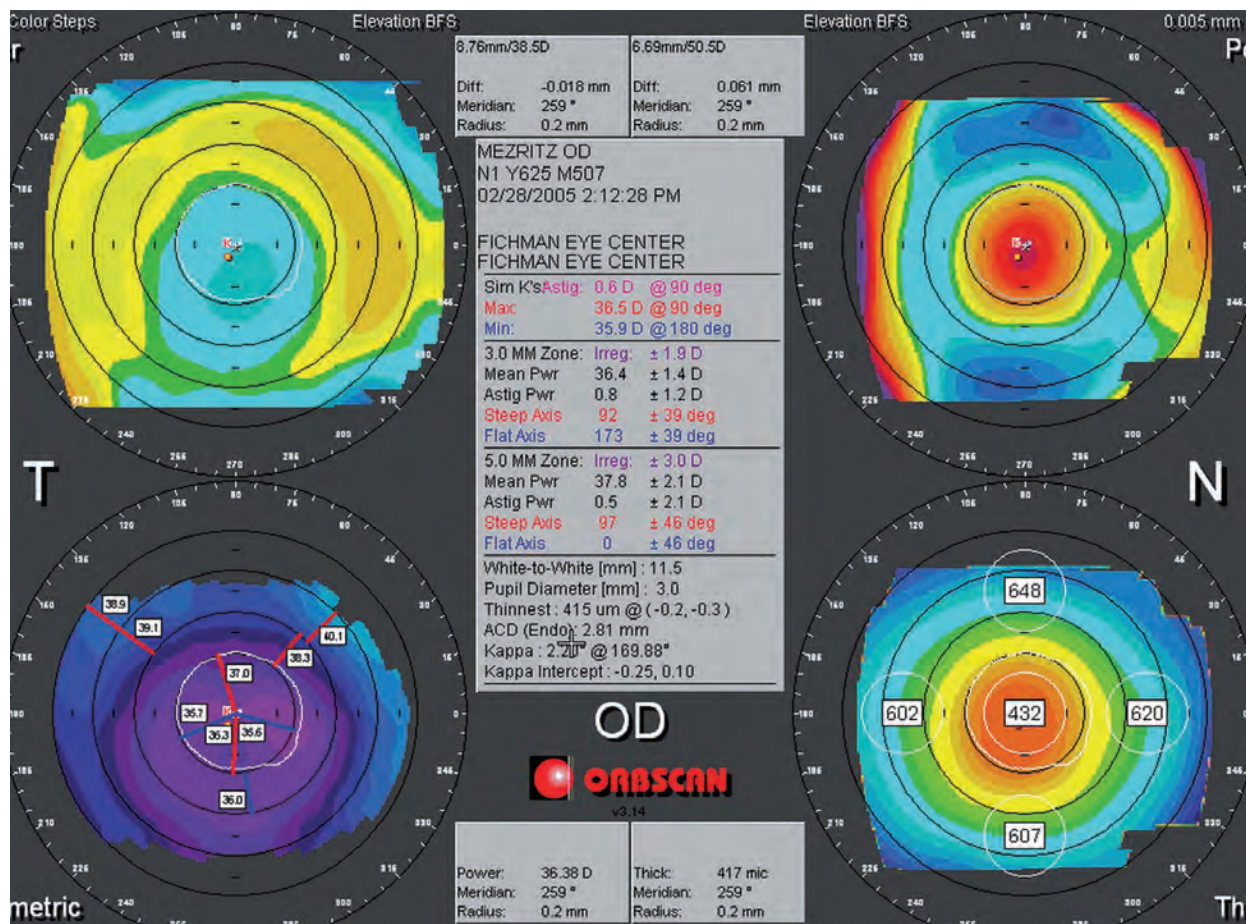 Color Steps
Elevation BFS
Elevation BFS
0.005 mm
8.76mm/38.5D
Diff: -0.018 mm
Meridian: 259 °
Radius: 0.2 mm
6.69mm/50.5D
Diff: 0.061 mm
Meridian: 259 °
Radius: 0.2 mm
MEZRITZ OD
N1 Y625 M507
02/28/2005 2:12:28 PM
FICHMAN EYE CENTER
FICHMAN EYE CENTER
Sim K's:Astig: 0.6 D @ 90 deg
Max: 36.5 D @ 90 deg
Min: 35.9 D @ 180 deg
3.0 MM Zone: Irreg: ± 1.9 D
Mean Pwr 36.4 ± 1.4 D
Astig Pwr 0.8 ± 1.2 D
Steep Axis 92 ± 39 deg
Flat Axis 173 ± 39 deg
5.0 MM Zone: Irreg: ± 3.0 D
Mean Pwr 37.8 ± 2.1 D
Astig Pwr 0.5 ± 2.1 D
Steep Axis 97 ± 46 deg
Flat Axis 0 ± 46 deg
White-to-White [mm] : 11.5
Pupil Diameter [mm] : 3.0
Thinnest : 415 um @ ( -0.2, -0.3 )
ACD (Endo): 2.81 mm
Kappa : @ 169.88°
Kappa Intercept : -0.25, 0.10
T
N
OD
ORBSCAN
v3.14
38.9
39.1
40.1
38.3
37.0
35.7
36.3
35.6
36.0
648
602
432
620
607
Power: 36.38 D
Meridian: 259 °
Radius: 0.2 mm
Thick: 417 mic
Meridian: 259 °
Radius: 0.2 mm
metric
Th